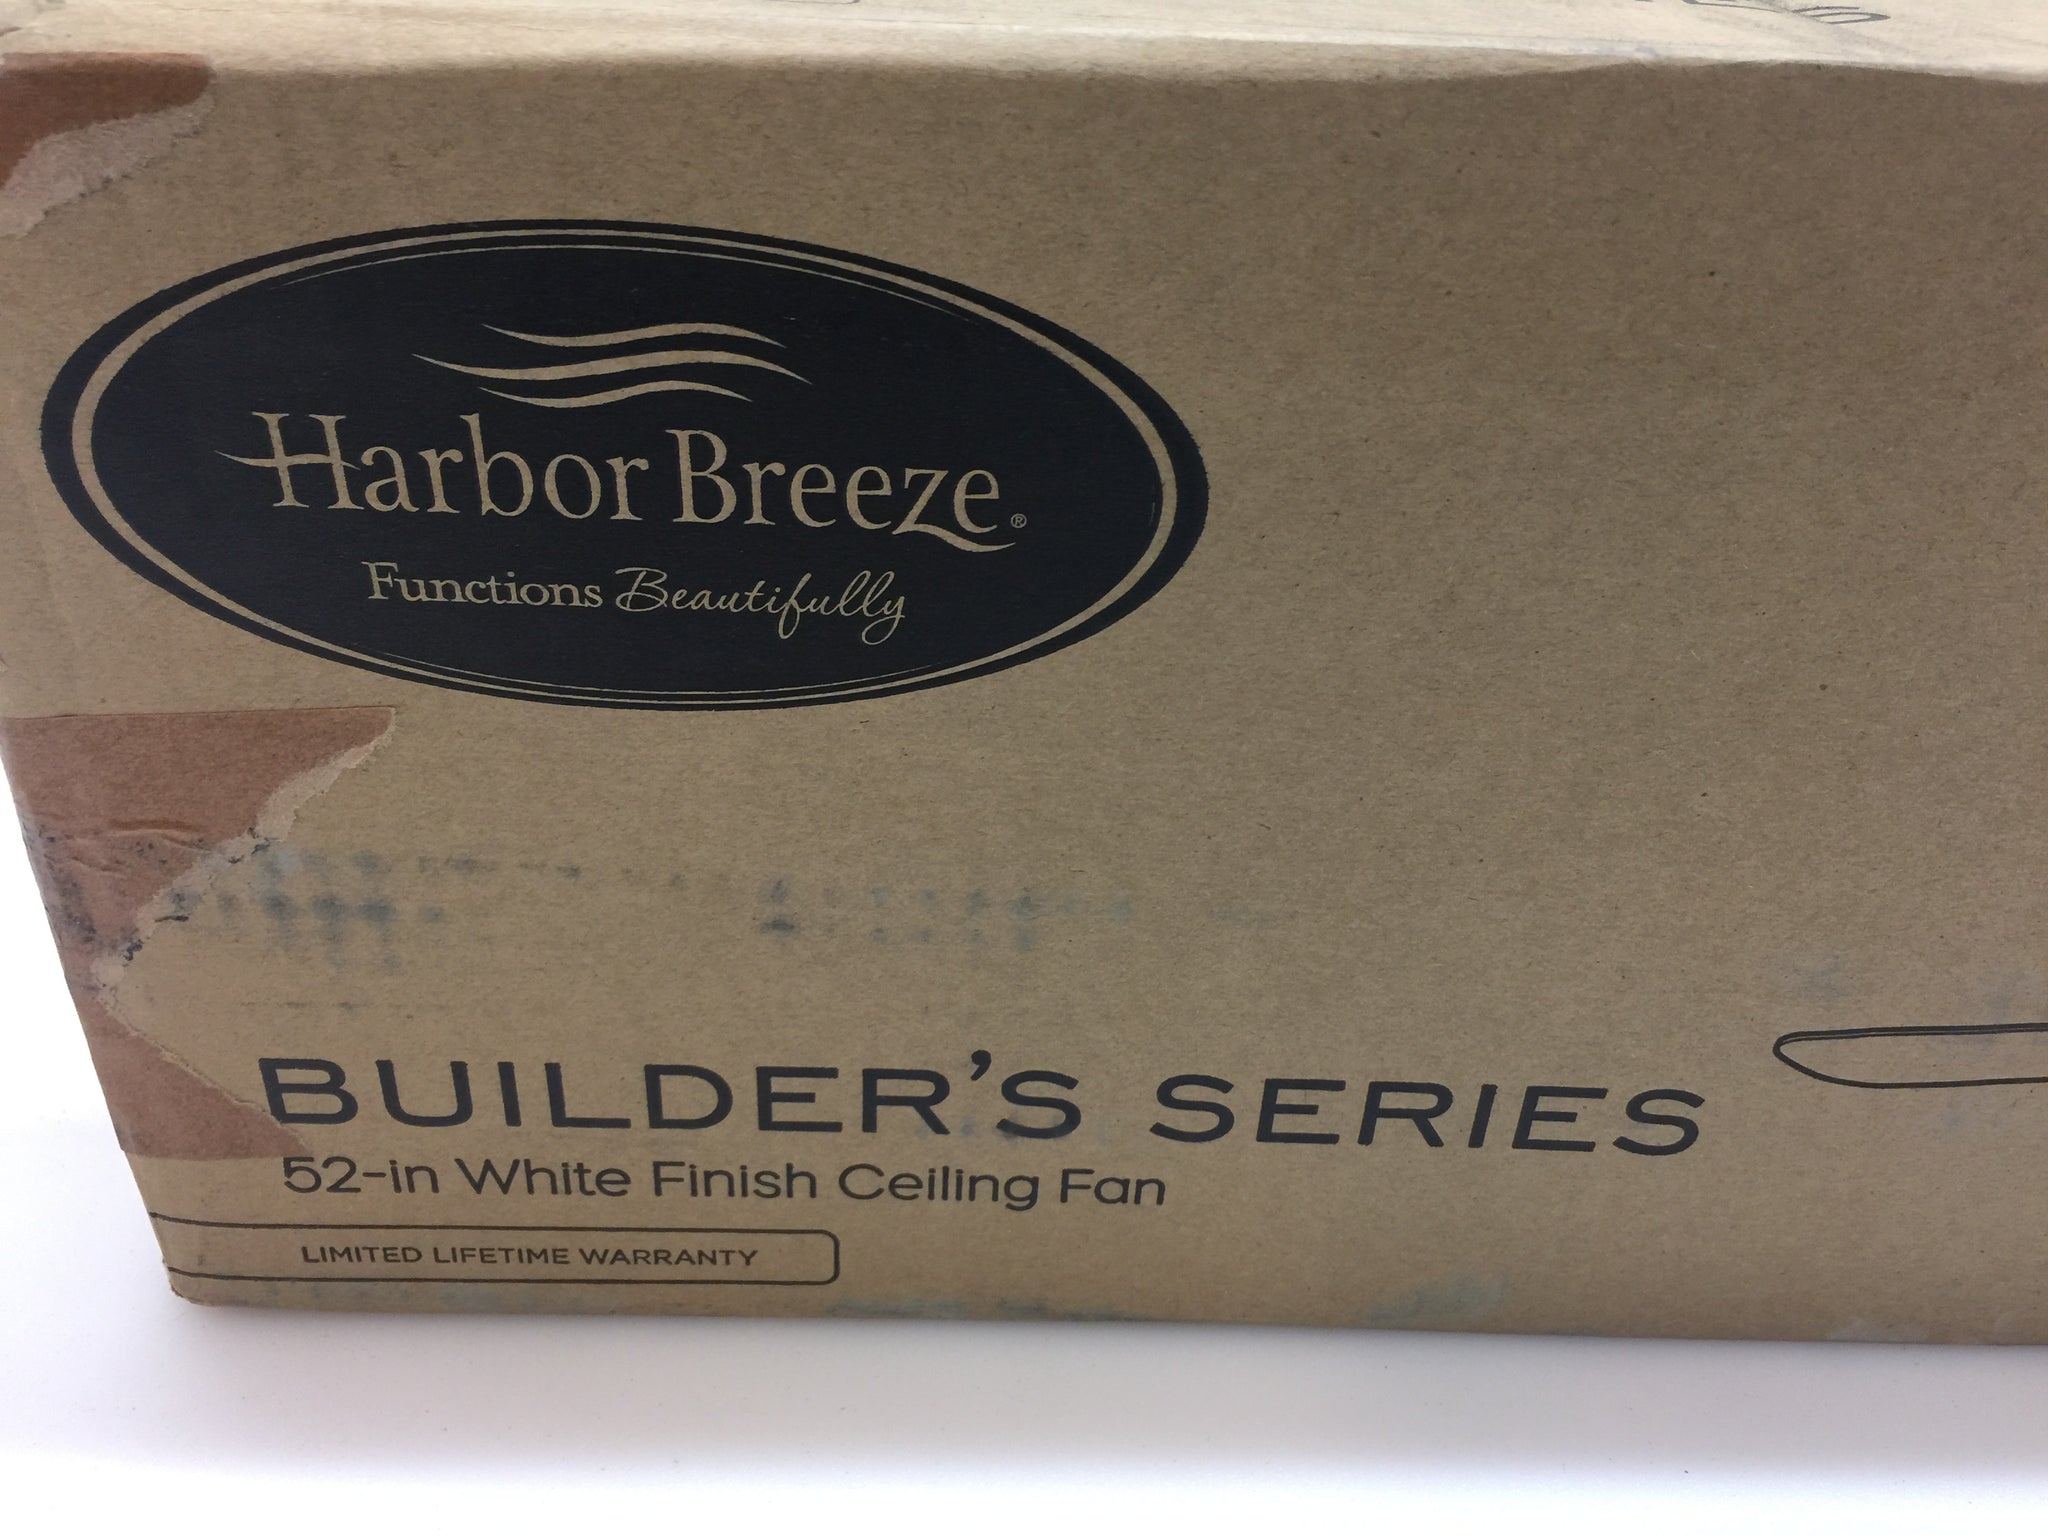 Harbor Breeze®
Functions Beautifully
BUILDER'S SERIES
52-in White Finish Ceiling Fan
LIMITED LIFETIME WARRANTY